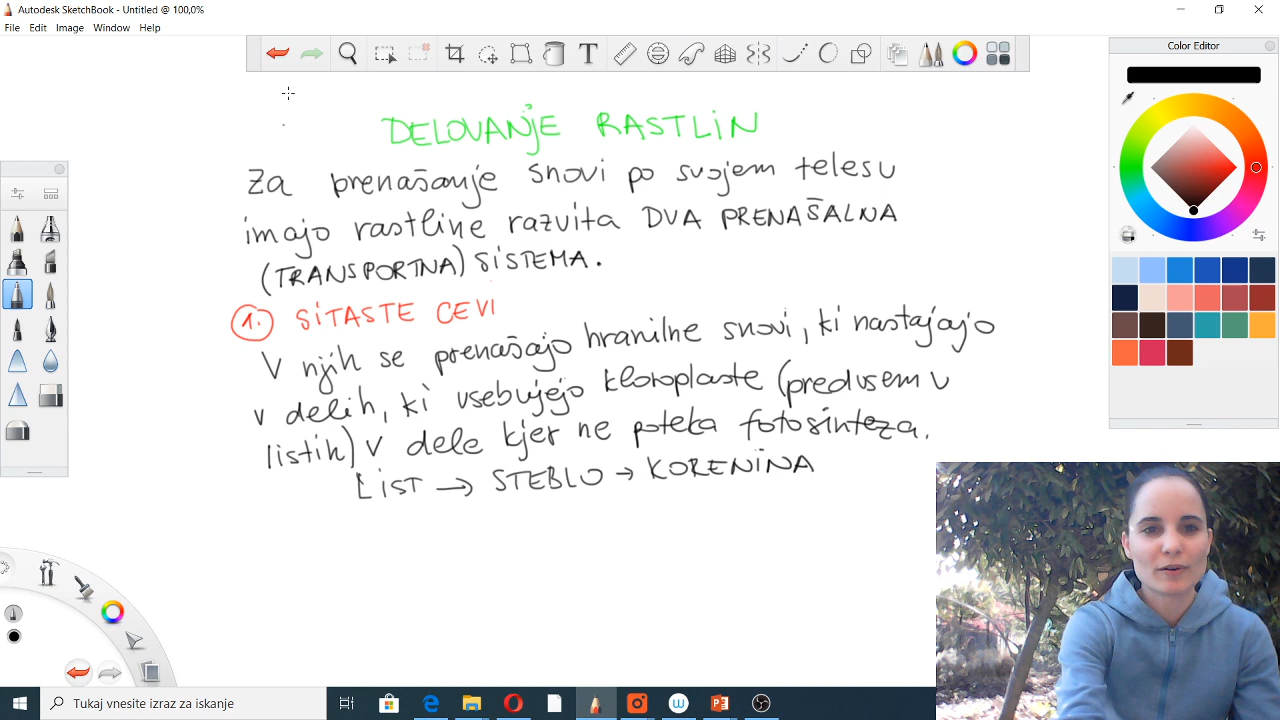 Autodesk SketchBook - Untitled @ 100,0%
File Edit Image Window Help
Color Editor
DELOVANJE RASTLIN
Za prenašanje snovi po svojem telesu
imajo rastline razvita DVA PRENAŠALNA
(TRANSPORTNA) SISTEMA.
1. SITASTE CEVI
V njih se prenašajo hranilne snovi, ki nastajajo
v delih, ki vsebujejo kloroplaste (predvsem v
listih) v dele kjer ne poteka fotosinteza.
LIST → STEBLO → KORENINA
Tukaj vnesite izraz za iskanje